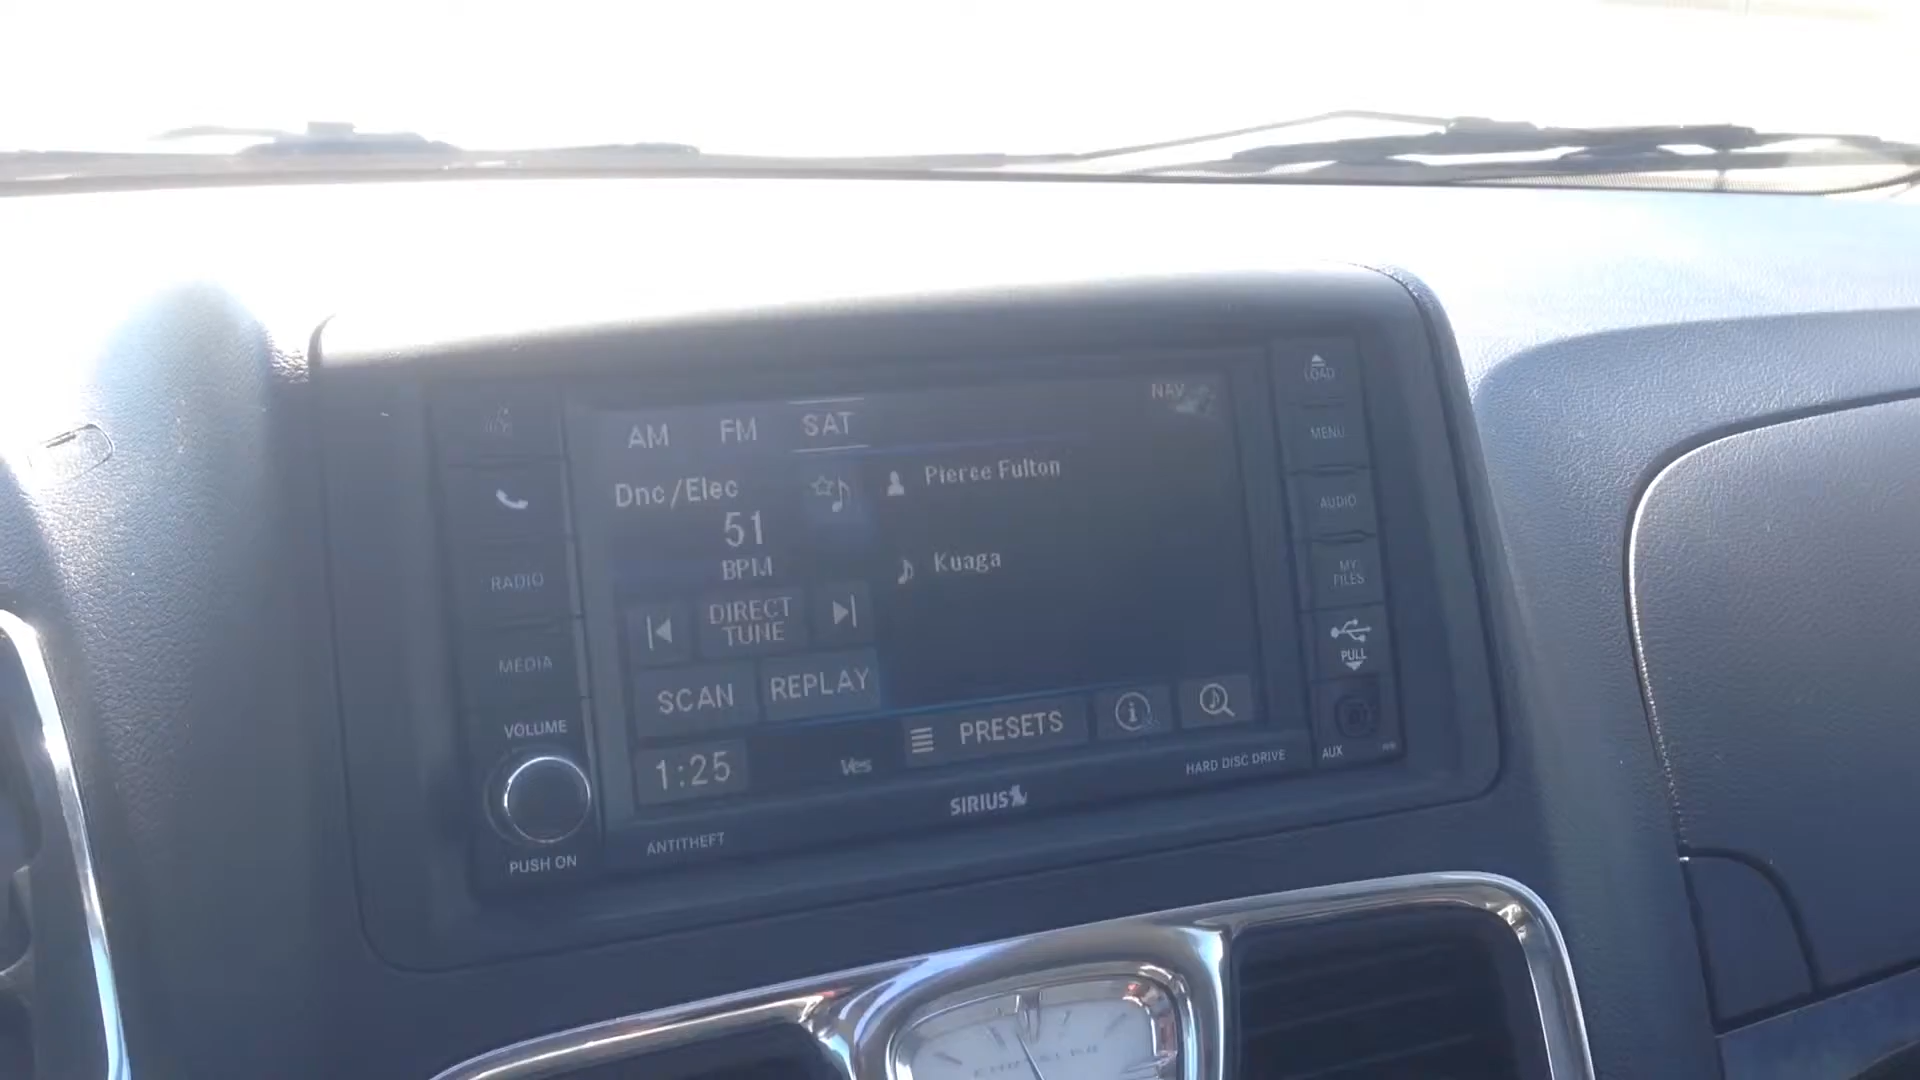 NAV
LOAD
AM FM SAT
MENU
Dnc/Elec
Pierce Fulton
51
AUDIO
BPM
Kuaga
RADIO
MY
FILES
DIRECT
TUNE
MEDIA
PULL
SCAN REPLAY
VOLUME
PRESETS
1:25
HARD DISC DRIVE
AUX
SIRIUS
ANTITHEFT
PUSH ON
CHRYSLER